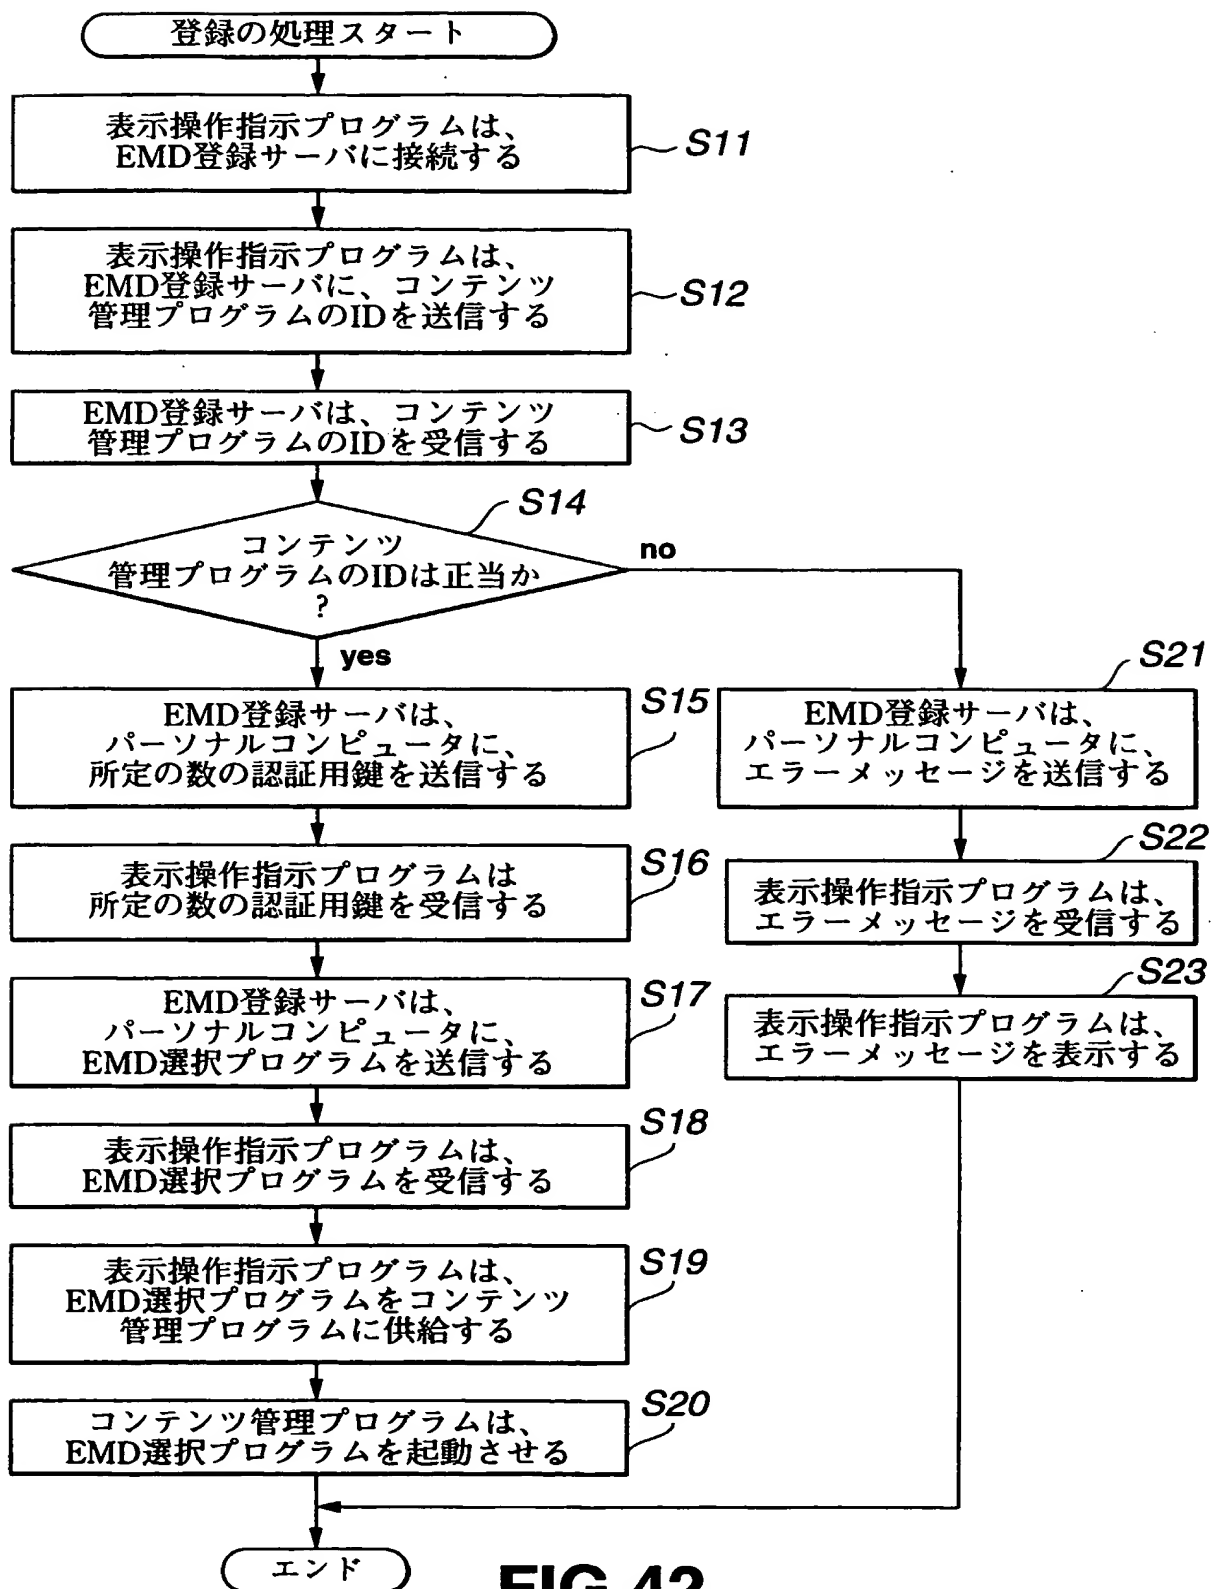 登録の処理スタート
表示操作指示プログラムは、
EMD登録サーバに接続する
S11
表示操作指示プログラムは、
EMD登録サーバに、コンテンツ
管理プログラムのIDを送信する
S12
EMD登録サーバは、コンテンツ
管理プログラムのIDを受信する
S13
S14
コンテンツ
管理プログラムのIDは正当か
?
no
yes
S15
EMD登録サーバは、
パーソナルコンピュータに、
所定の数の認証用鍵を送信する
S16
表示操作指示プログラムは
所定の数の認証用鍵を受信する
S17
EMD登録サーバは、
パーソナルコンピュータに、
EMD選択プログラムを送信する
S18
表示操作指示プログラムは、
EMD選択プログラムを受信する
S19
表示操作指示プログラムは、
EMD選択プログラムをコンテンツ
管理プログラムに供給する
S20
コンテンツ管理プログラムは、
EMD選択プログラムを起動させる
S21
EMD登録サーバは、
パーソナルコンピュータに、
エラーメッセージを送信する
S22
表示操作指示プログラムは、
エラーメッセージを受信する
S23
表示操作指示プログラムは、
エラーメッセージを表示する
エンド
FIG.42